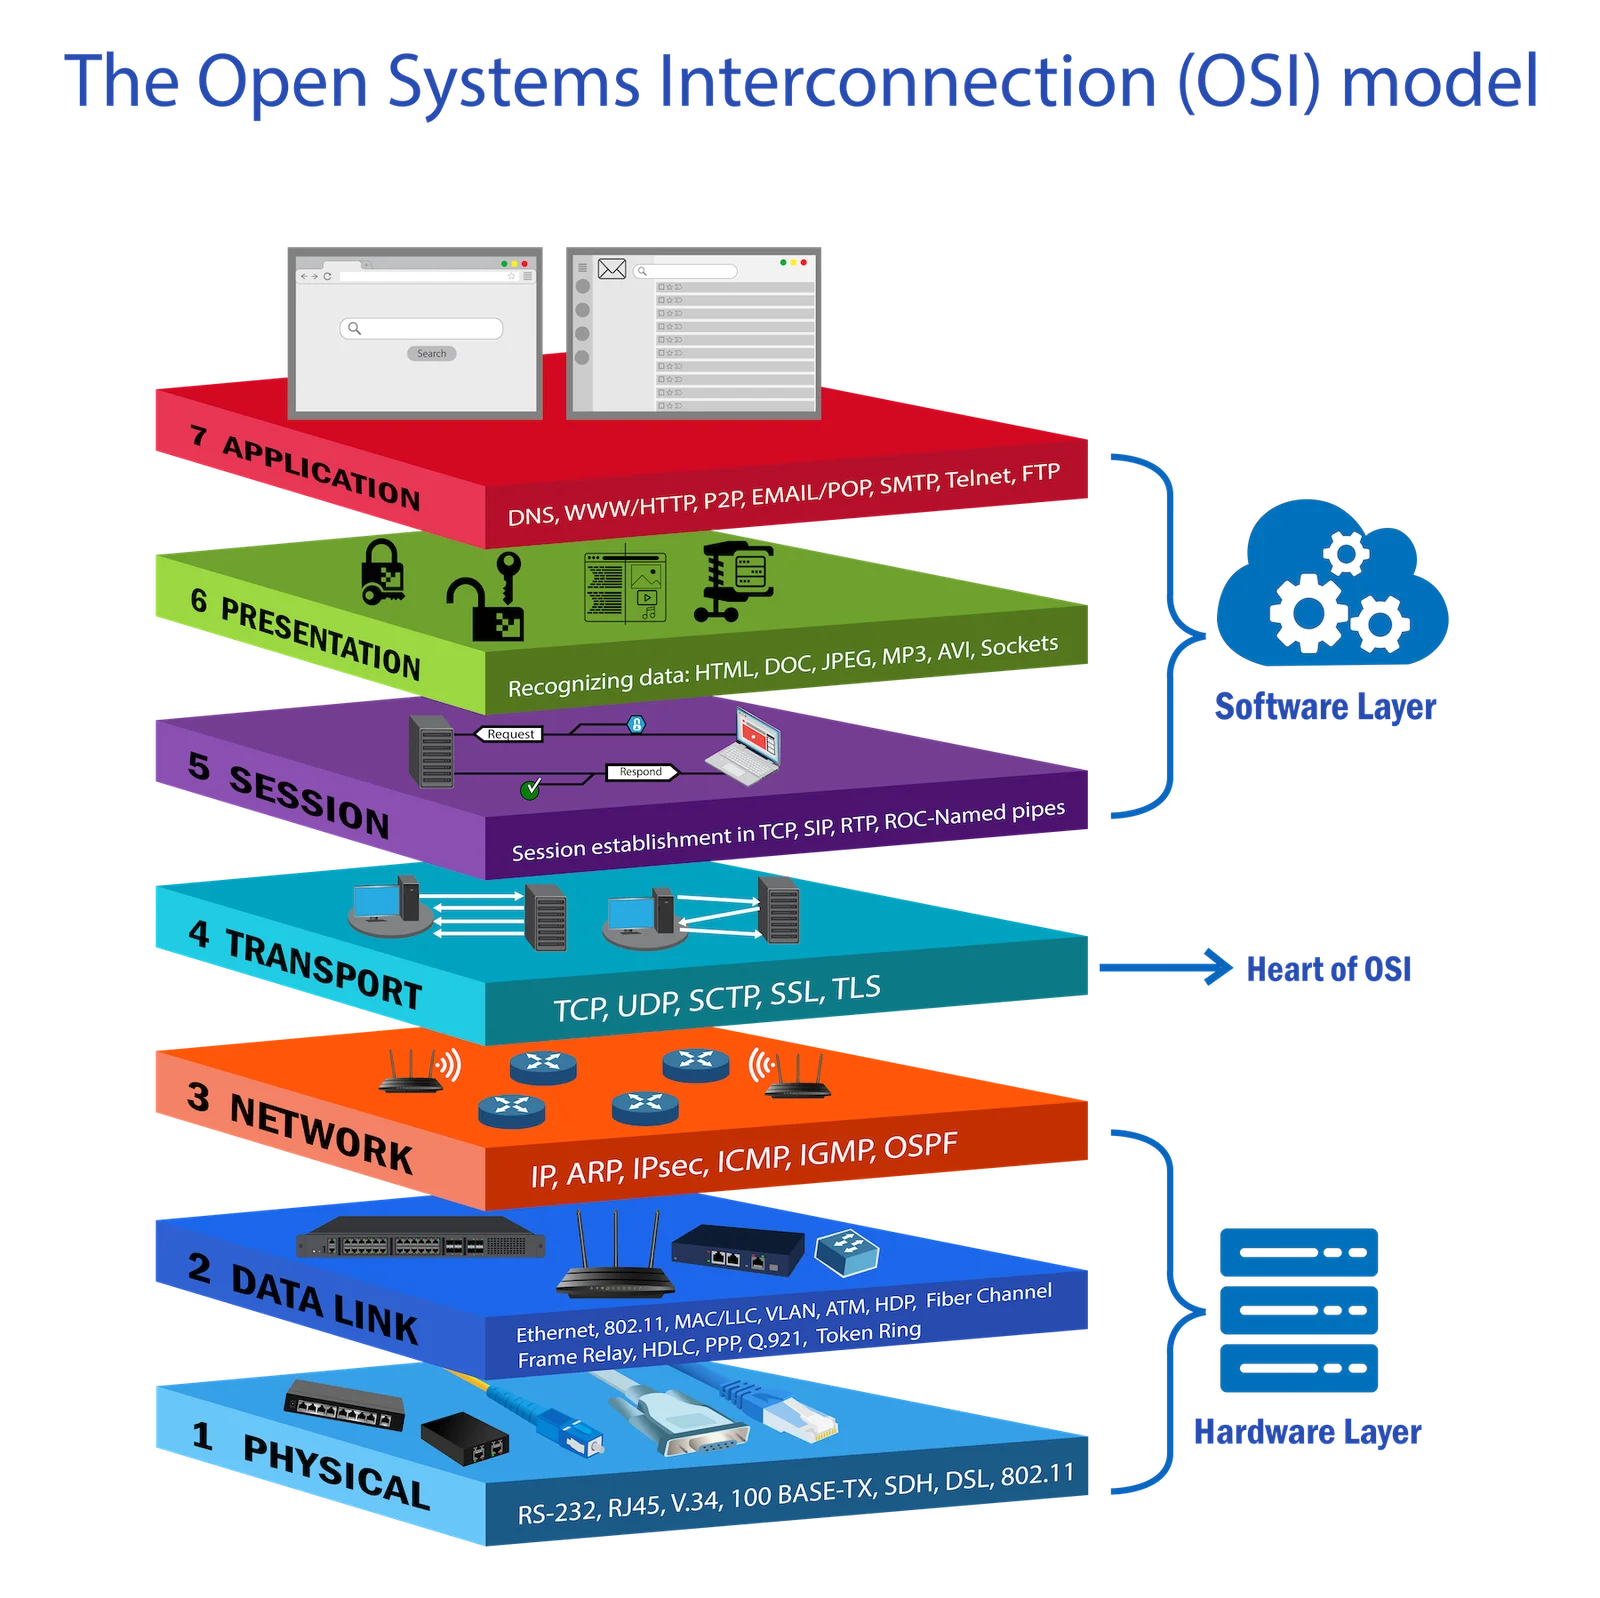 The Open Systems Interconnection (OSI) model
Search
7 APPLICATION
DNS, WWW/HTTP, P2P, EMAIL/POP, SMTP, Telnet, FTP
6 PRESENTATION
Recognizing data: HTML, DOC, JPEG, MP3, AVI, Sockets
Software Layer
Request
Respond
5 SESSION
Session establishment in TCP, SIP, RTP, ROC-Named pipes
4 TRANSPORT
TCP, UDP, SCTP, SSL, TLS
Heart of OSI
3 NETWORK
IP, ARP, IPsec, ICMP, IGMP, OSPF
2 DATA LINK
Ethernet, 802.11, MAC/LLC, VLAN, ATM, HDP, Fiber Channel
Frame Relay, HDLC, PPP, Q.921, Token Ring
Hardware Layer
1 PHYSICAL
RS-232, RJ45, V.34, 100 BASE-TX, SDH, DSL, 802.11